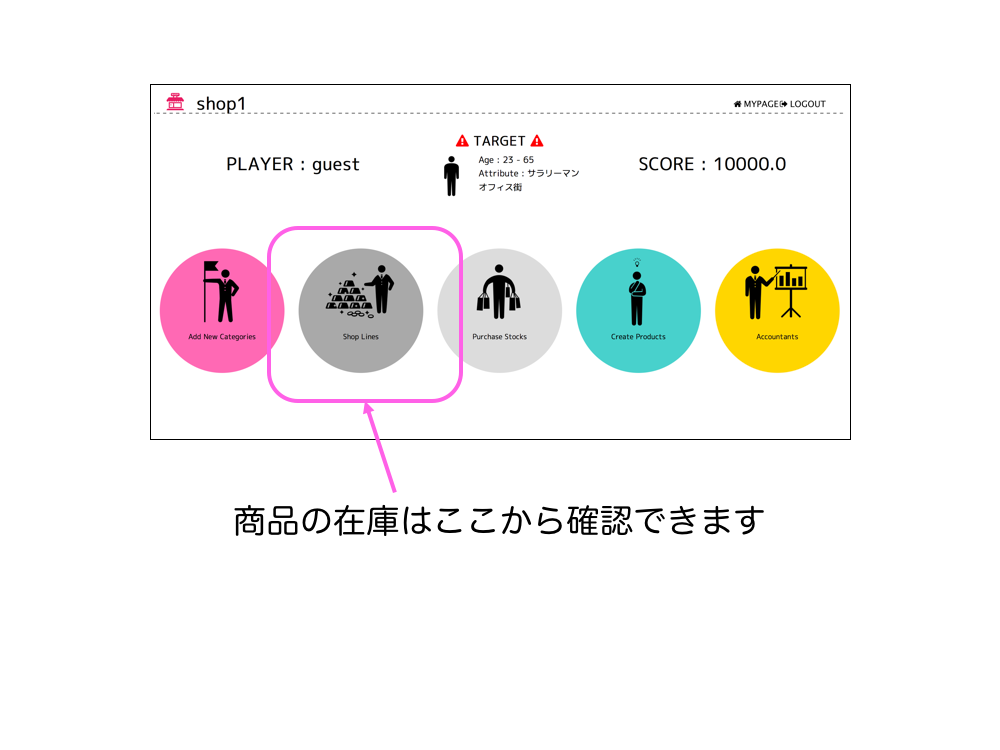 shop1
MYPAGE LOGOUT
TARGET
PLAYER : guest
Age : 23 - 65
Attribute : サラリーマン
オフィス街
SCORE : 10000.0
Add New Categories
Shop Lines
Purchase Stocks
Create Products
Accountants
商品の在庫はここから確認できます